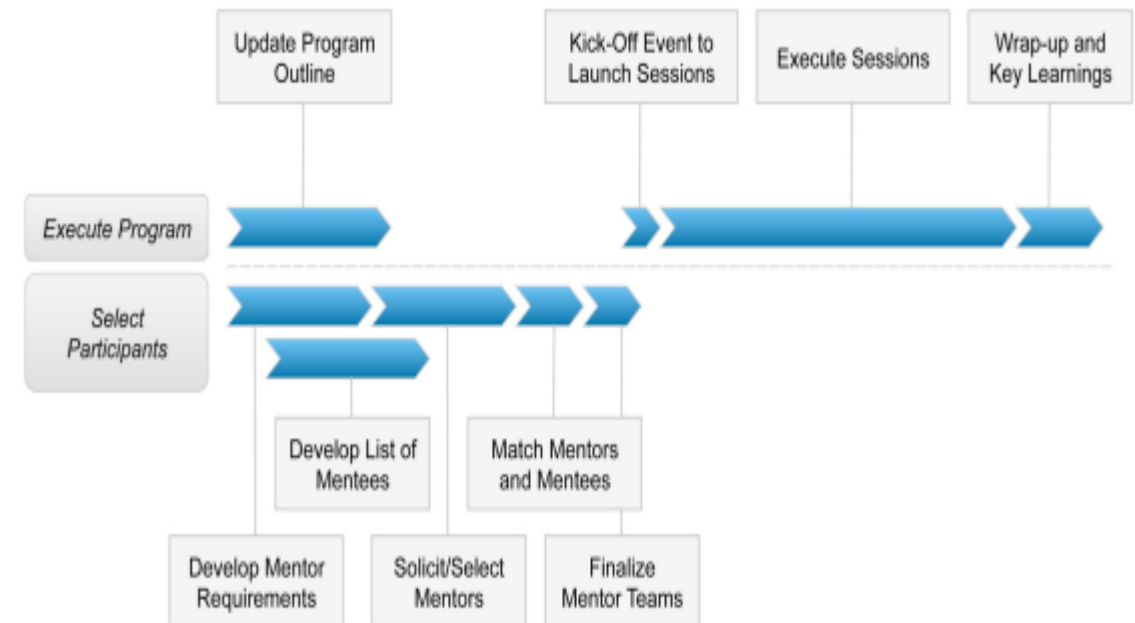 Update Program
Outline
Kick-Off Event to
Launch Sessions
Execute Sessions
Wrap-up and
Key Learnings
Execute Program
Select
Participants
Develop List of
Mentees
Match Mentors
and Mentees
Develop Mentor
Requirements
Solicit/Select
Mentors
Finalize
Mentor Teams